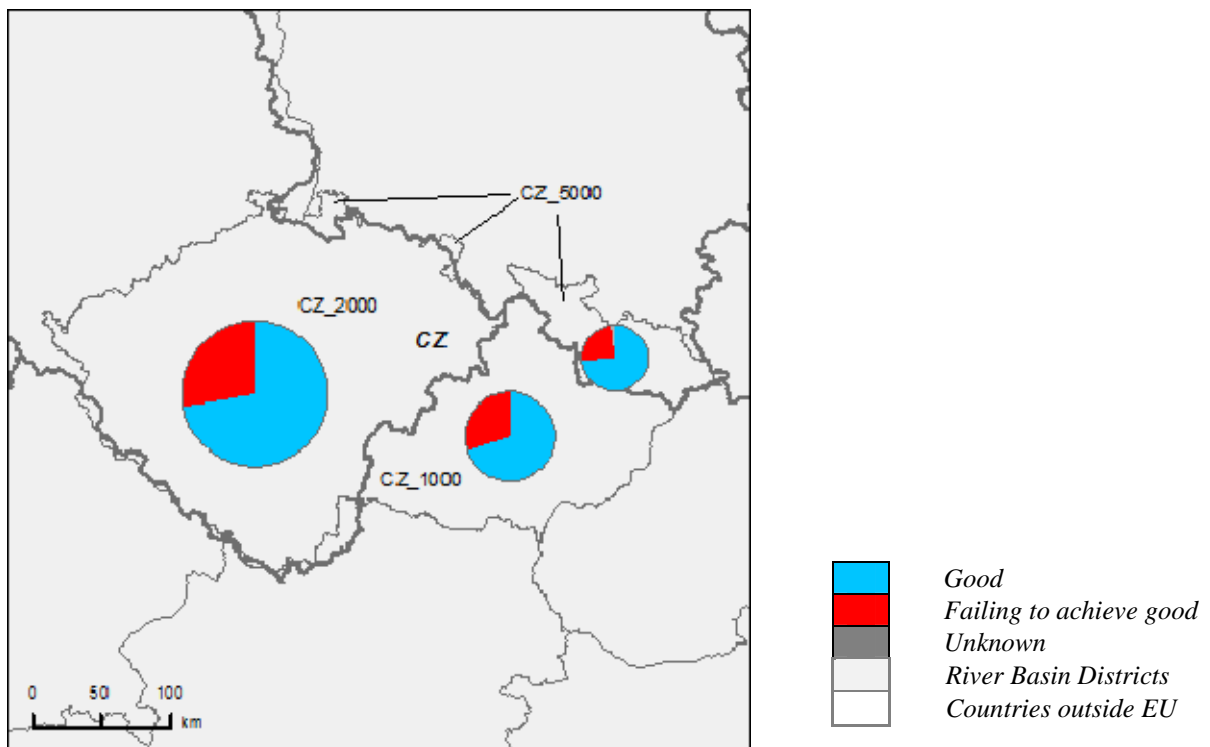 CZ_5000
CZ_2000
CZ
CZ_1000
0 50 100
km
Good
Failing to achieve good
Unknown
River Basin Districts
Countries outside EU